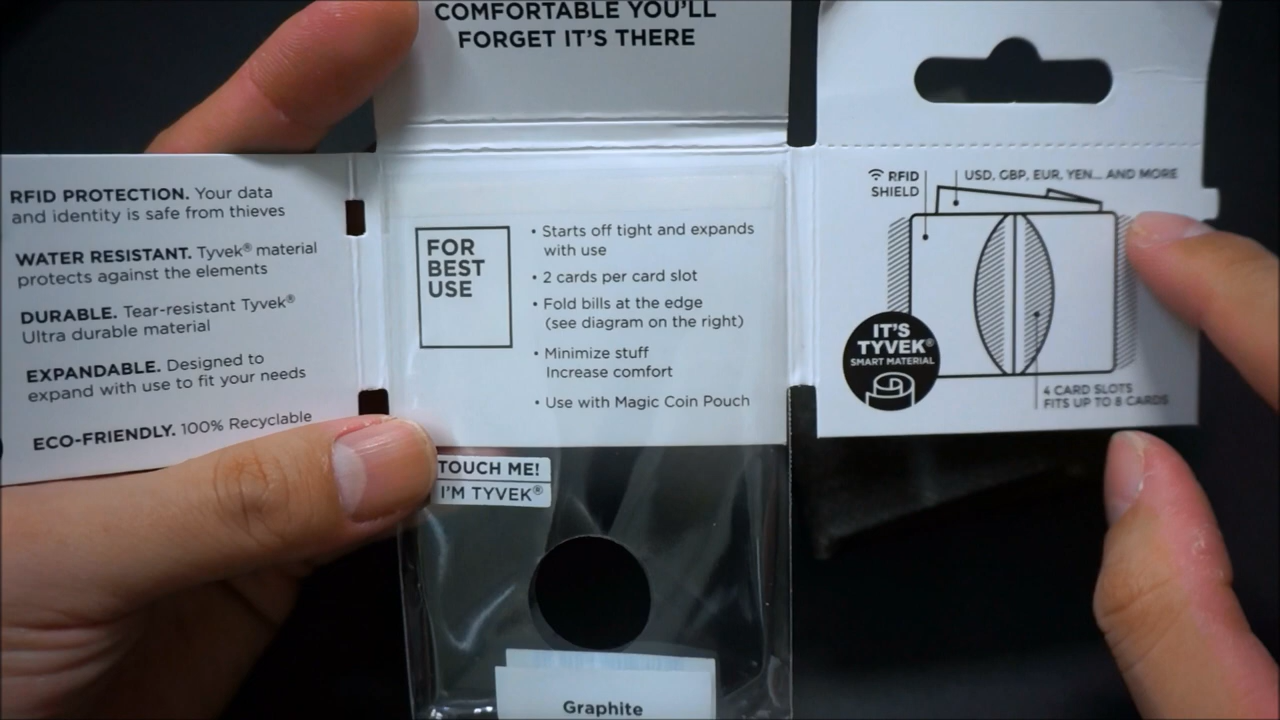 COMFORTABLE YOU'LL
FORGET IT'S THERE
RFID PROTECTION. Your data
and identity is safe from thieves
WATER RESISTANT. Tyvek® material
protects against the elements
DURABLE. Tear-resistant Tyvek®
Ultra durable material
EXPANDABLE. Designed to
expand with use to fit your needs
ECO-FRIENDLY. 100% Recyclable
FOR
BEST
USE
• Starts off tight and expands
with use
• 2 cards per card slot
• Fold bills at the edge
(see diagram on the right)
• Minimize stuff
Increase comfort
• Use with Magic Coin Pouch
TOUCH ME!
I'M TYVEK®
Graphite
RFID
SHIELD
USD, GBP, EUR, YEN... AND MORE
IT'S
TYVEK®
SMART MATERIAL
4 CARD SLOTS
FITS UP TO 8 CARDS